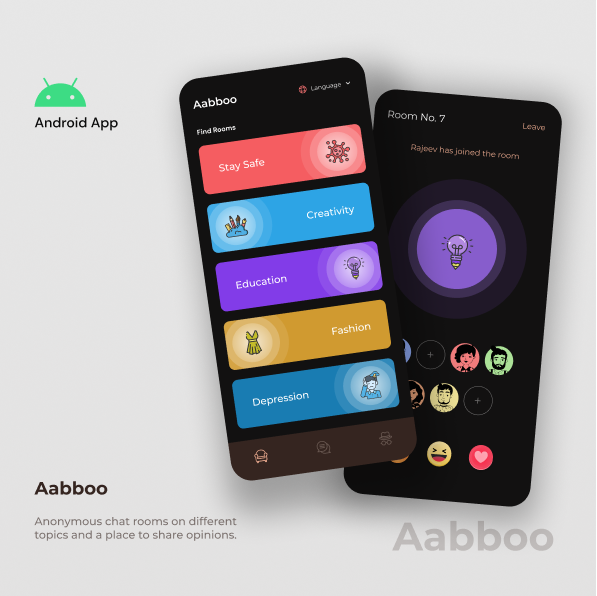 Android App
Aabboo
Language
Find Rooms
Stay Safe
Creativity
Education
Fashion
Depression
Room No. 7
Leave
Rajeev has joined the room
+
+
Aabboo
Anonymous chat rooms on different
topics and a place to share opinions.
Aabboo